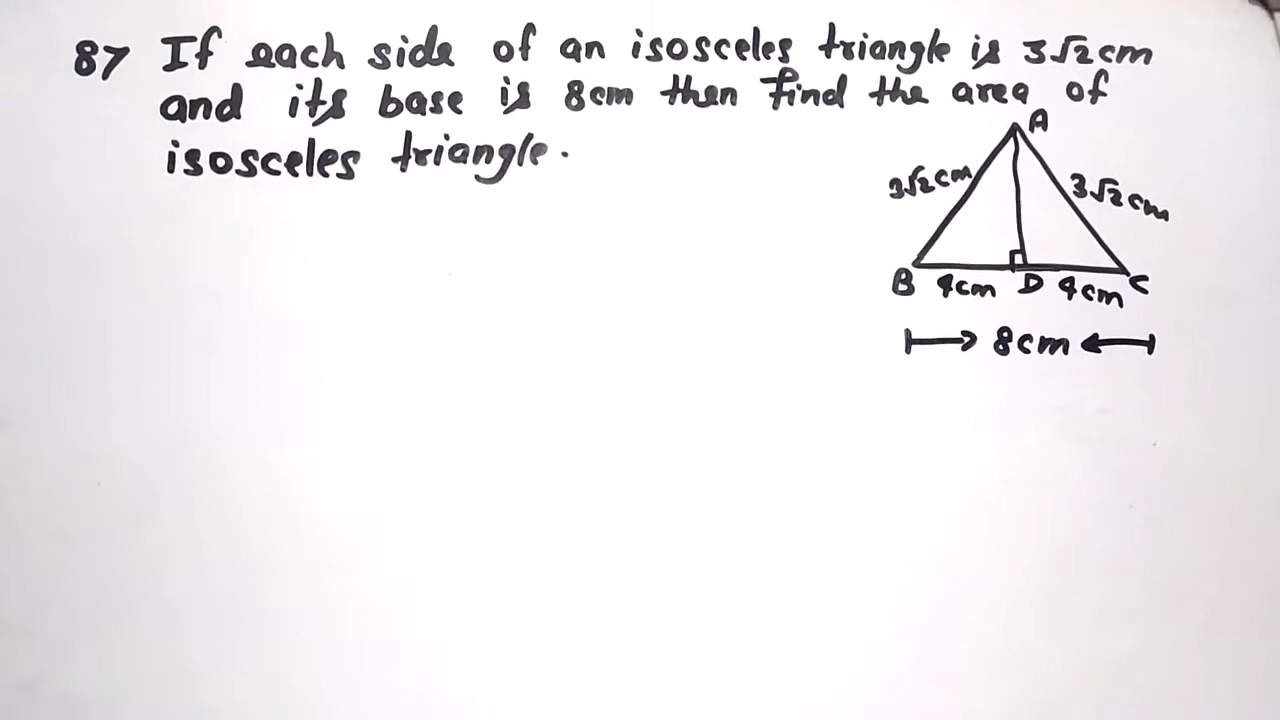 87 If each side of an isosceles triangle is 3√2cm
and its base is 8cm then find the area of
isosceles triangle.
A
3√2cm
3√2cm
B 4cm D 4cm C
8cm